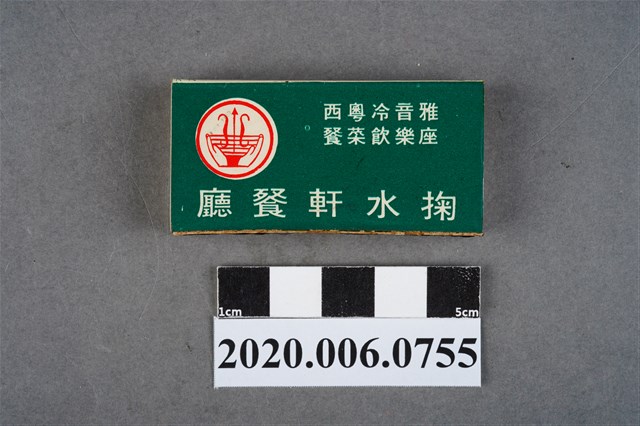 雅座
音樂
冷飲
粵菜
西餐
掬水軒餐廳
1cm 5cm
2020.006.0755